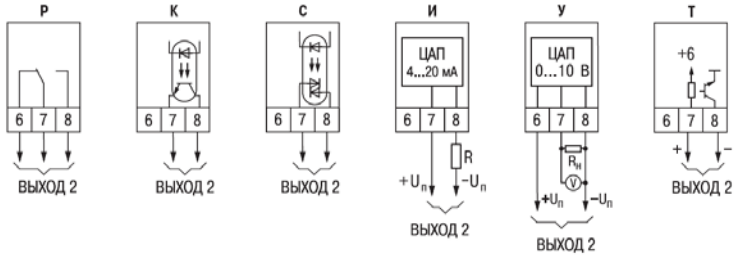 Р К С И У Т
ЦАП
4...20 мА
ЦАП
0...10 В
+6
6 7 8
6 7 8
6 7 8
6 7 8
6 7 8
6 7 8
R
Rн
V
+ −
+Uп −Uп
+Uп −Uп
ВЫХОД 2
ВЫХОД 2
ВЫХОД 2
ВЫХОД 2
ВЫХОД 2
ВЫХОД 2